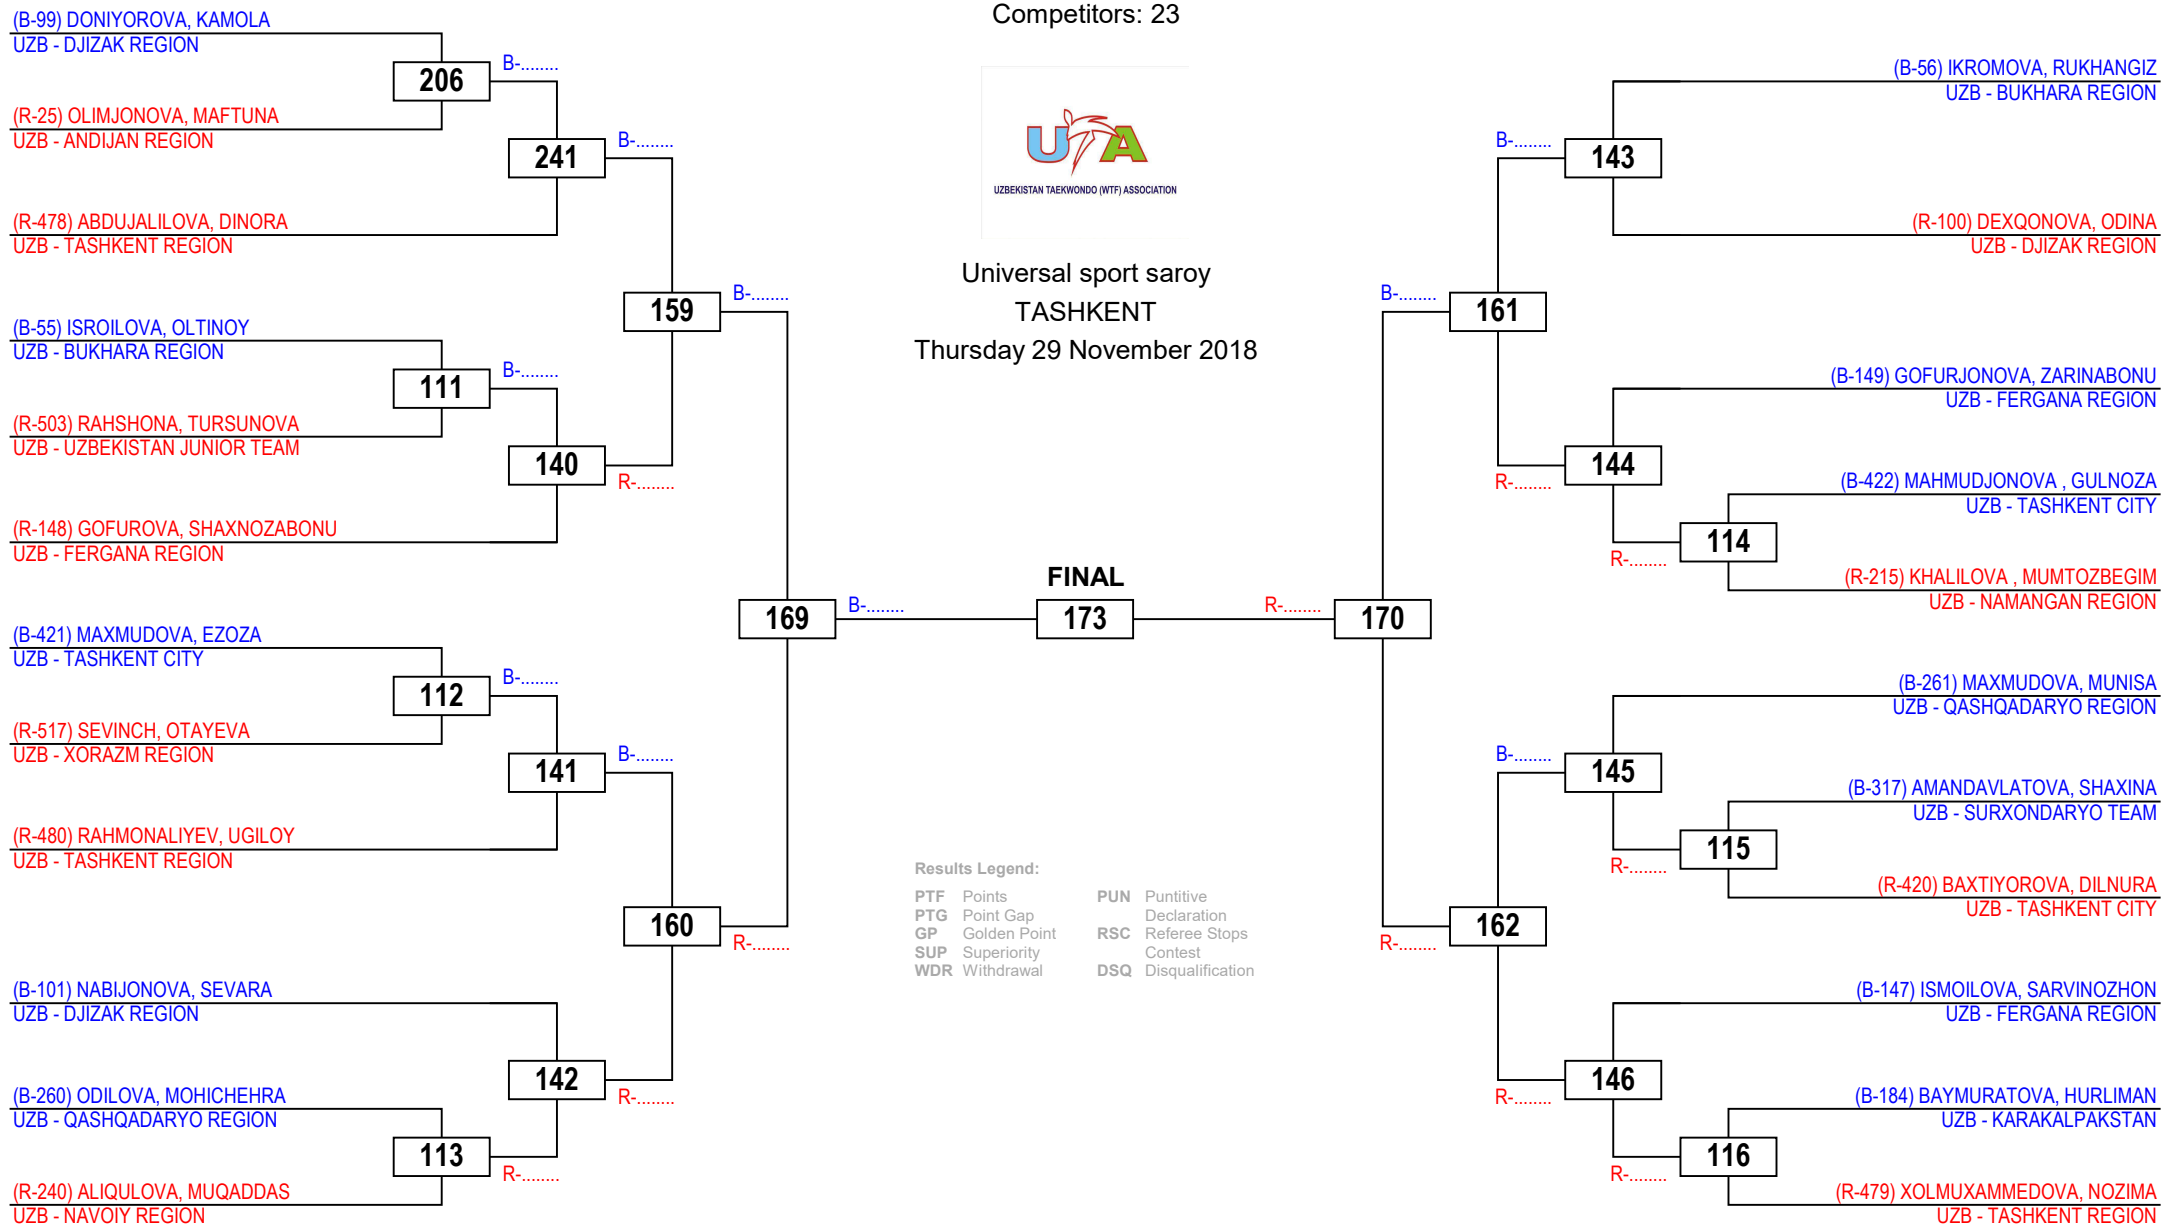 Competitors: 23
UTA
UZBEKISTAN TAEKWONDO (WTF) ASSOCIATION
Universal sport saroy
TASHKENT
Thursday 29 November 2018
(B-99) DONIYOROVA, KAMOLA
UZB - DJIZAK REGION
206
B-........
(R-25) OLIMJONOVA, MAFTUNA
UZB - ANDIJAN REGION
241
B-........
(R-478) ABDUJALILOVA, DINORA
UZB - TASHKENT REGION
159
B-........
(B-55) ISROILOVA, OLTINOY
UZB - BUKHARA REGION
111
B-........
(R-503) RAHSHONA, TURSUNOVA
UZB - UZBEKISTAN JUNIOR TEAM
140
R-........
(R-148) GOFUROVA, SHAXNOZABONU
UZB - FERGANA REGION
169
B-........
(B-421) MAXMUDOVA, EZOZA
UZB - TASHKENT CITY
112
B-........
(R-517) SEVINCH, OTAYEVA
UZB - XORAZM REGION
141
B-........
(R-480) RAHMONALIYEV, UGILOY
UZB - TASHKENT REGION
160
R-........
(B-101) NABIJONOVA, SEVARA
UZB - DJIZAK REGION
142
R-........
(B-260) ODILOVA, MOHICHEHRA
UZB - QASHQADARYO REGION
113
R-........
(R-240) ALIQULOVA, MUQADDAS
UZB - NAVOIY REGION
FINAL
173
(B-56) IKROMOVA, RUKHANGIZ
UZB - BUKHARA REGION
B-........
143
(R-100) DEXQONOVA, ODINA
UZB - DJIZAK REGION
B-........
161
(B-149) GOFURJONOVA, ZARINABONU
UZB - FERGANA REGION
144
R-........
(B-422) MAHMUDJONOVA , GULNOZA
UZB - TASHKENT CITY
114
R-........
(R-215) KHALILOVA , MUMTOZBEGIM
UZB - NAMANGAN REGION
R-........
170
(B-261) MAXMUDOVA, MUNISA
UZB - QASHQADARYO REGION
B-........
145
(B-317) AMANDAVLATOVA, SHAXINA
UZB - SURXONDARYO TEAM
115
R-........
(R-420) BAXTIYOROVA, DILNURA
UZB - TASHKENT CITY
162
R-........
(B-147) ISMOILOVA, SARVINOZHON
UZB - FERGANA REGION
146
R-........
(B-184) BAYMURATOVA, HURLIMAN
UZB - KARAKALPAKSTAN
116
R-........
(R-479) XOLMUXAMMEDOVA, NOZIMA
UZB - TASHKENT REGION
Results Legend:
PTF Points
PTG Point Gap
GP Golden Point
SUP Superiority
WDR Withdrawal
PUN Puntitive
Declaration
RSC Referee Stops
Contest
DSQ Disqualification